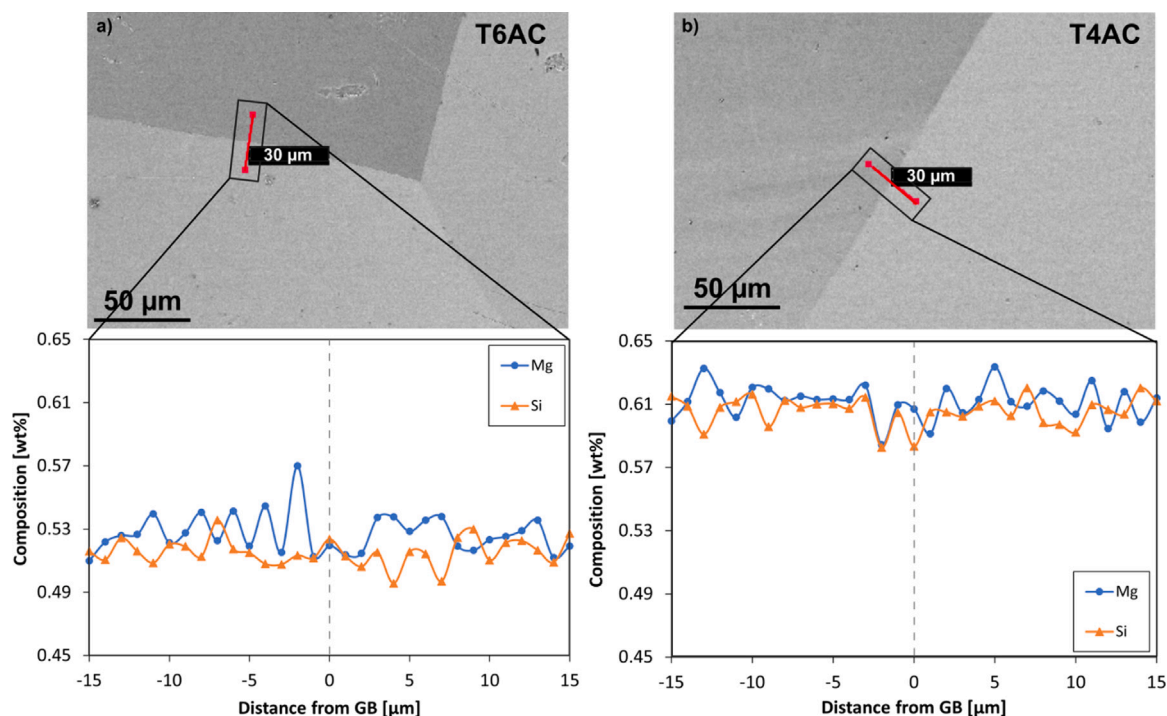 a)
T6AC
30 µm
50 µm
0.65
0.61
0.57
0.53
0.49
0.45
Composition [wt%]
Mg
Si
-15 -10 -5 0 5 10 15
Distance from GB [µm]
b)
T4AC
30 µm
50 µm
0.65
0.61
0.57
0.53
0.49
0.45
Composition [wt%]
Mg
Si
-15 -10 -5 0 5 10 15
Distance from GB [µm]